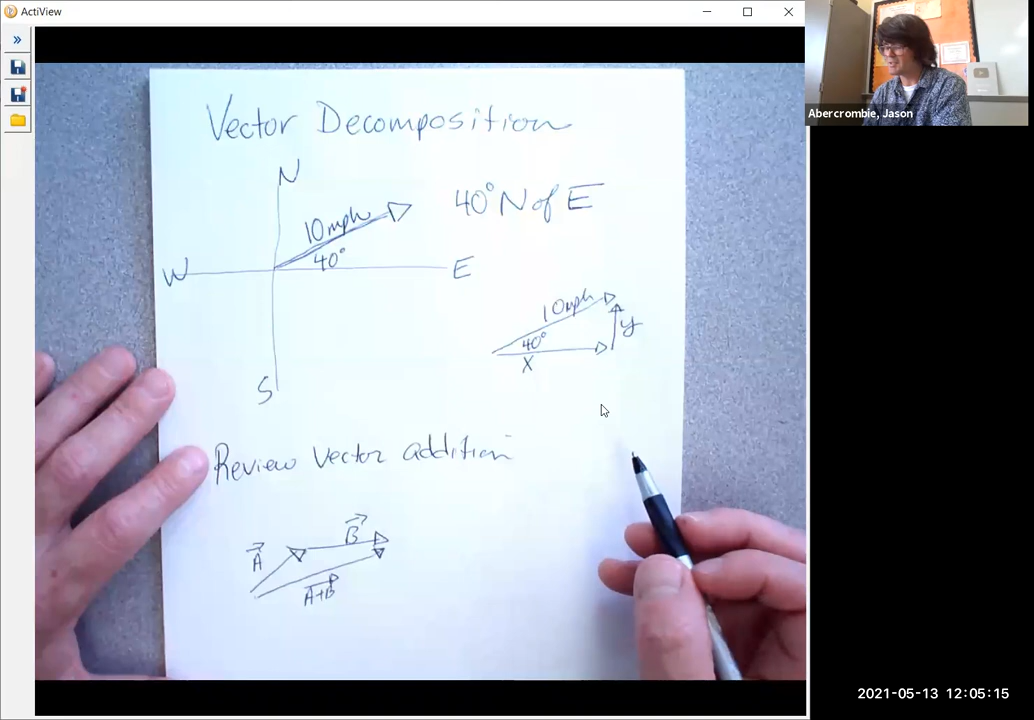 ActiView
»
Abercrombie, Jason
Vector Decomposition
N
10mph
40°
40° N of E
W
E
S
10mph
40°
y
x
Review Vector addition
A
B
A+B
2021-05-13 12:05:15